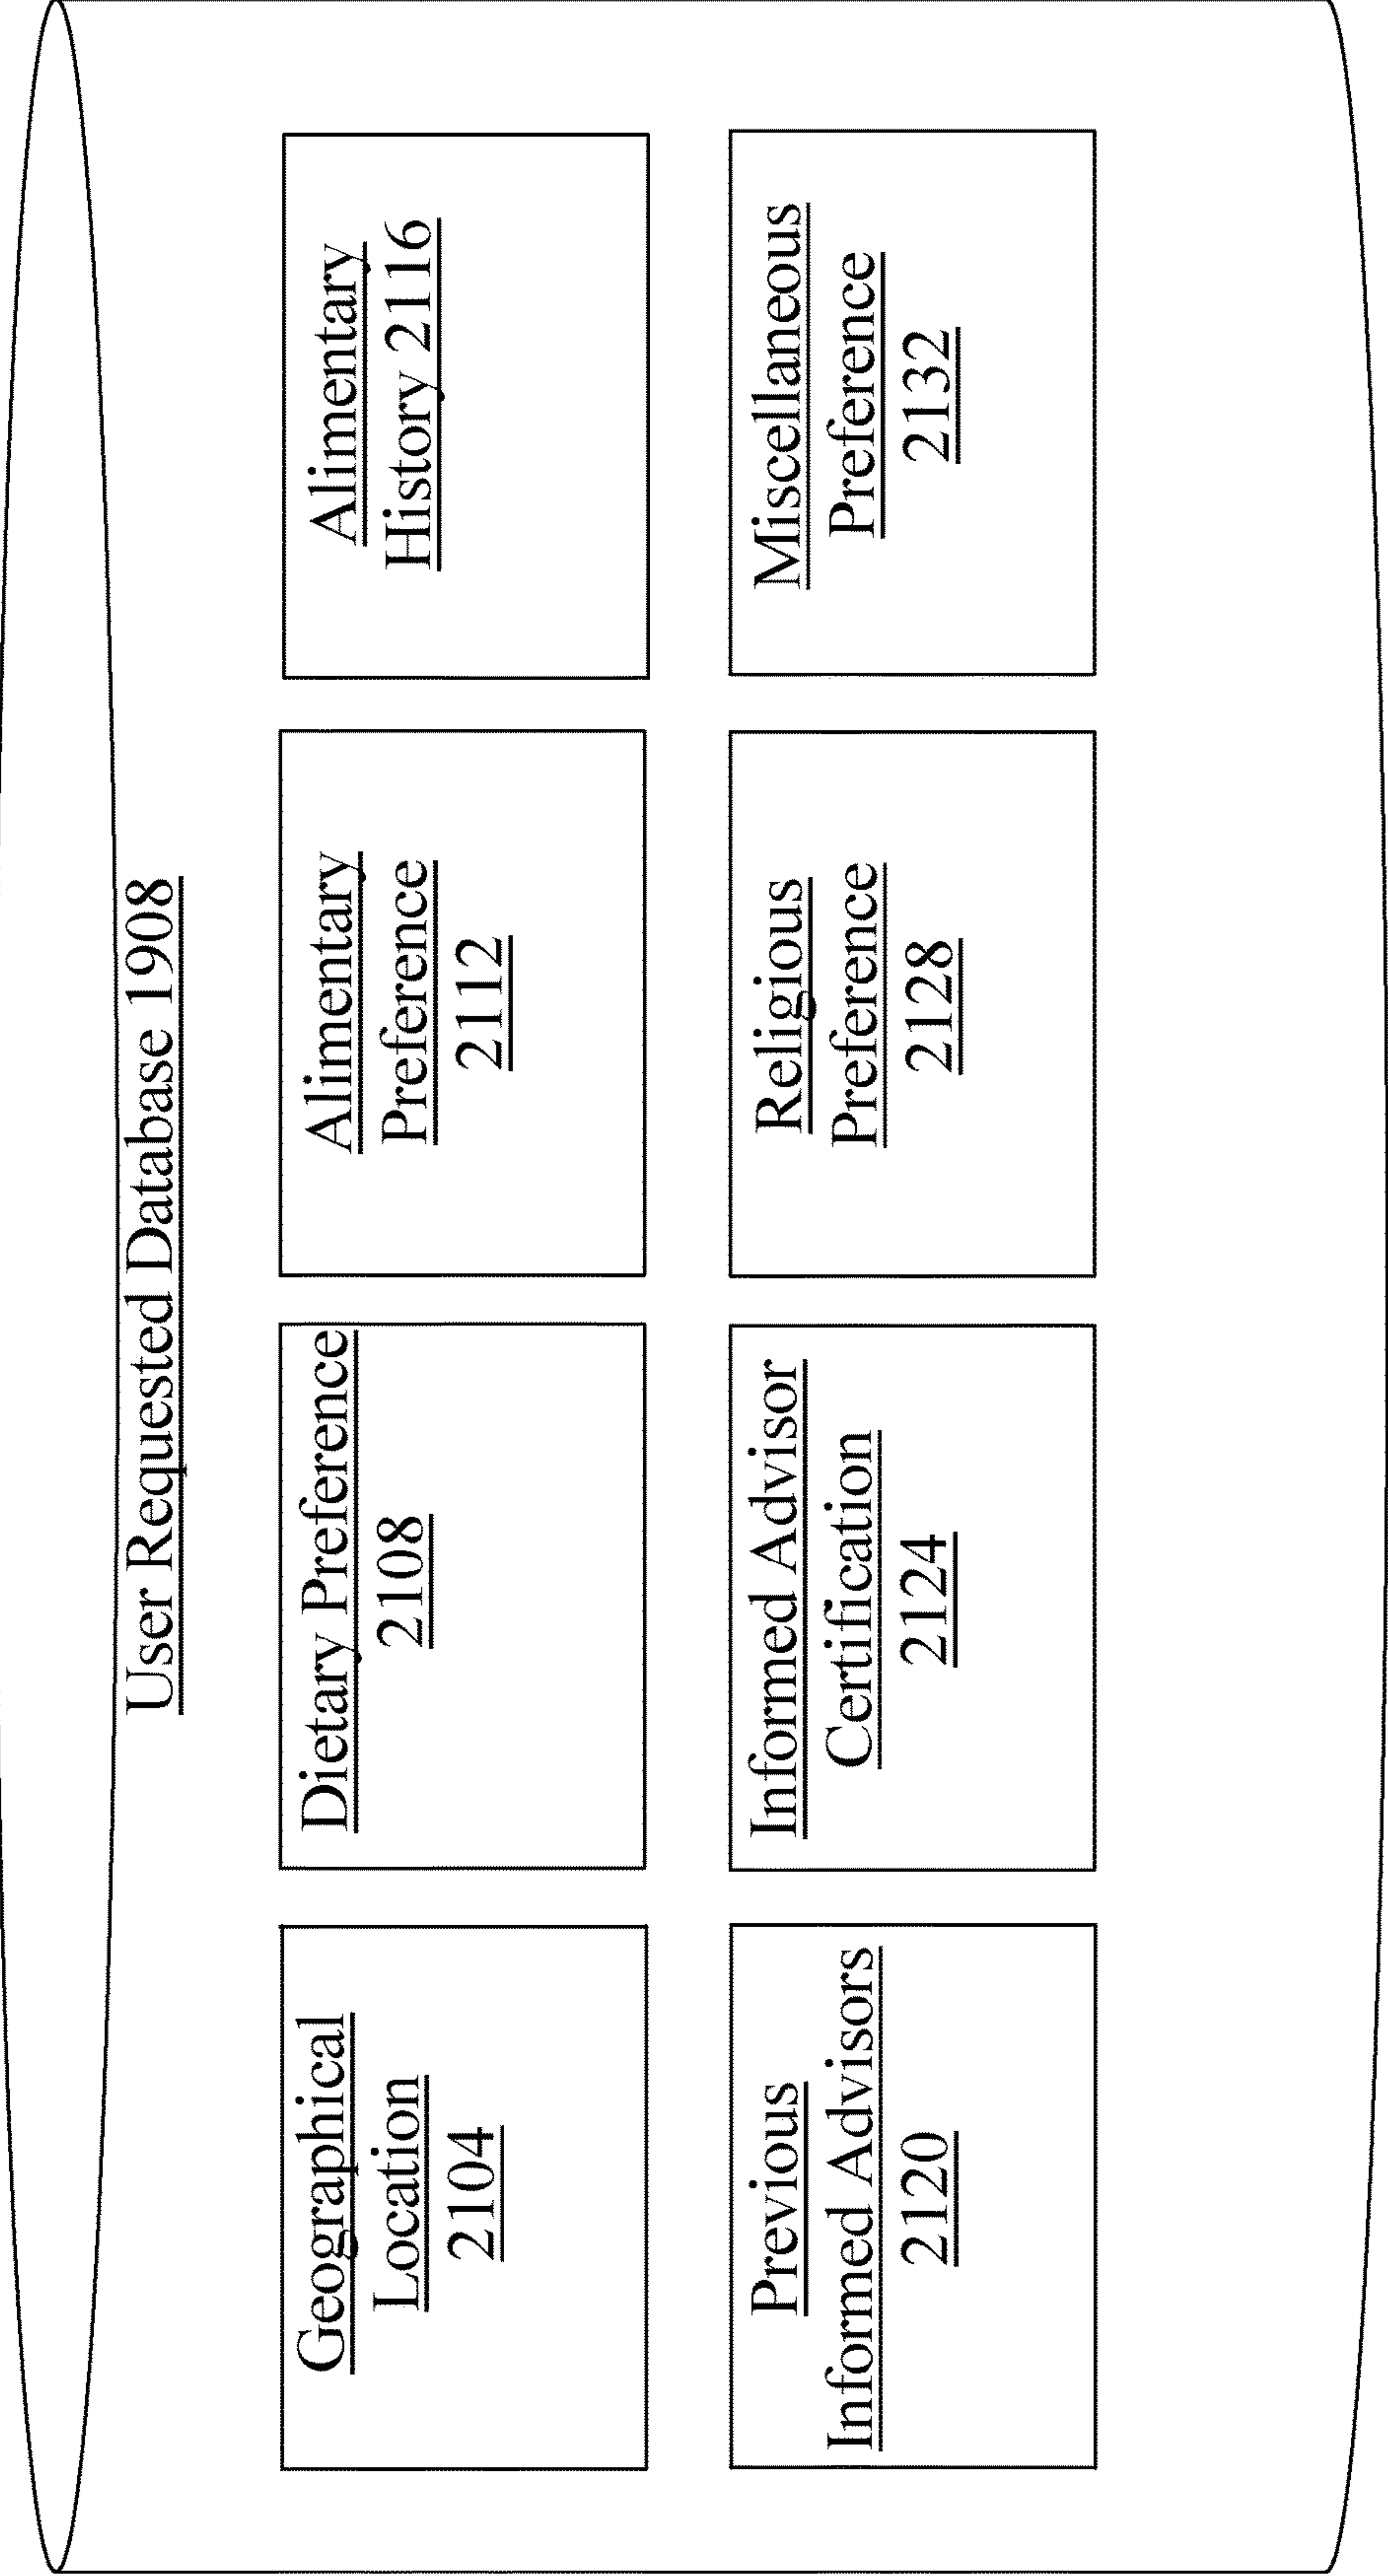 User Requested Database 1908
Geographical
Location
2104
Dietary Preference
2108
Alimentary
Preference
2112
Alimentary
History 2116
Previous
Informed Advisors
2120
Informed Advisor
Certification
2124
Religious
Preference
2128
Miscellaneous
Preference
2132